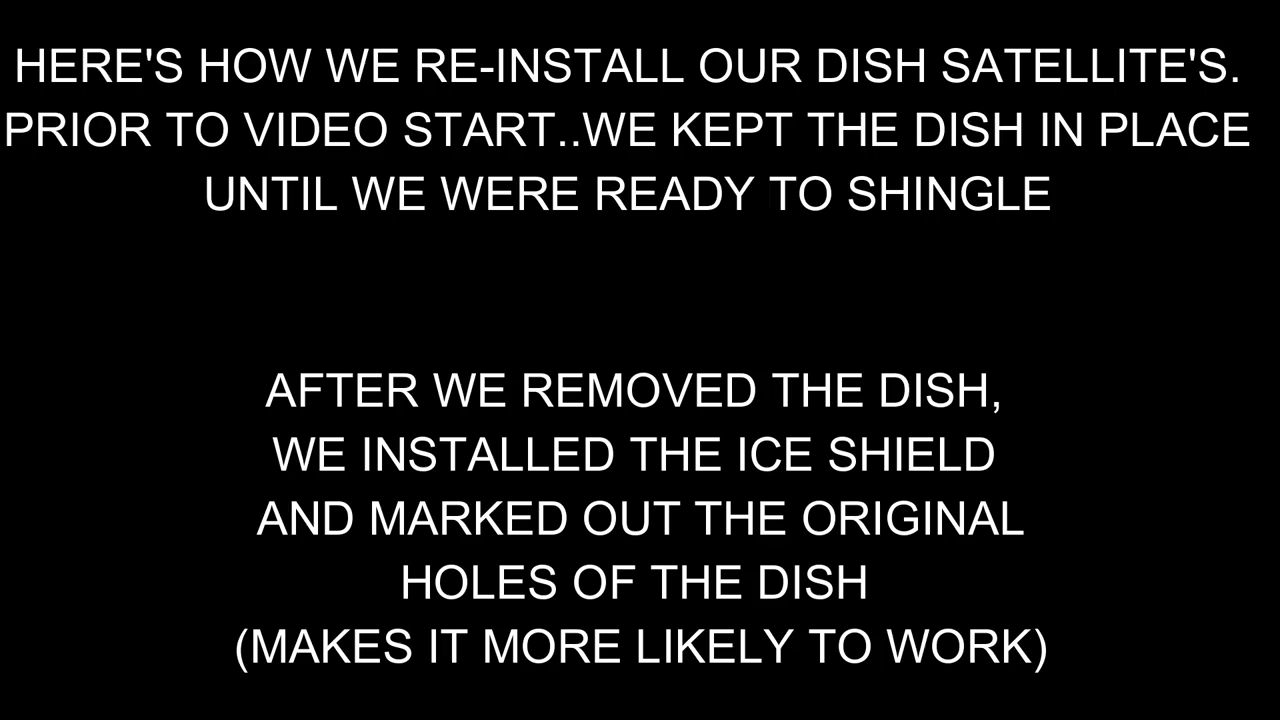 HERE'S HOW WE RE-INSTALL OUR DISH SATELLITE'S.
PRIOR TO VIDEO START..WE KEPT THE DISH IN PLACE
UNTIL WE WERE READY TO SHINGLE
AFTER WE REMOVED THE DISH,
WE INSTALLED THE ICE SHIELD
AND MARKED OUT THE ORIGINAL
HOLES OF THE DISH
(MAKES IT MORE LIKELY TO WORK)